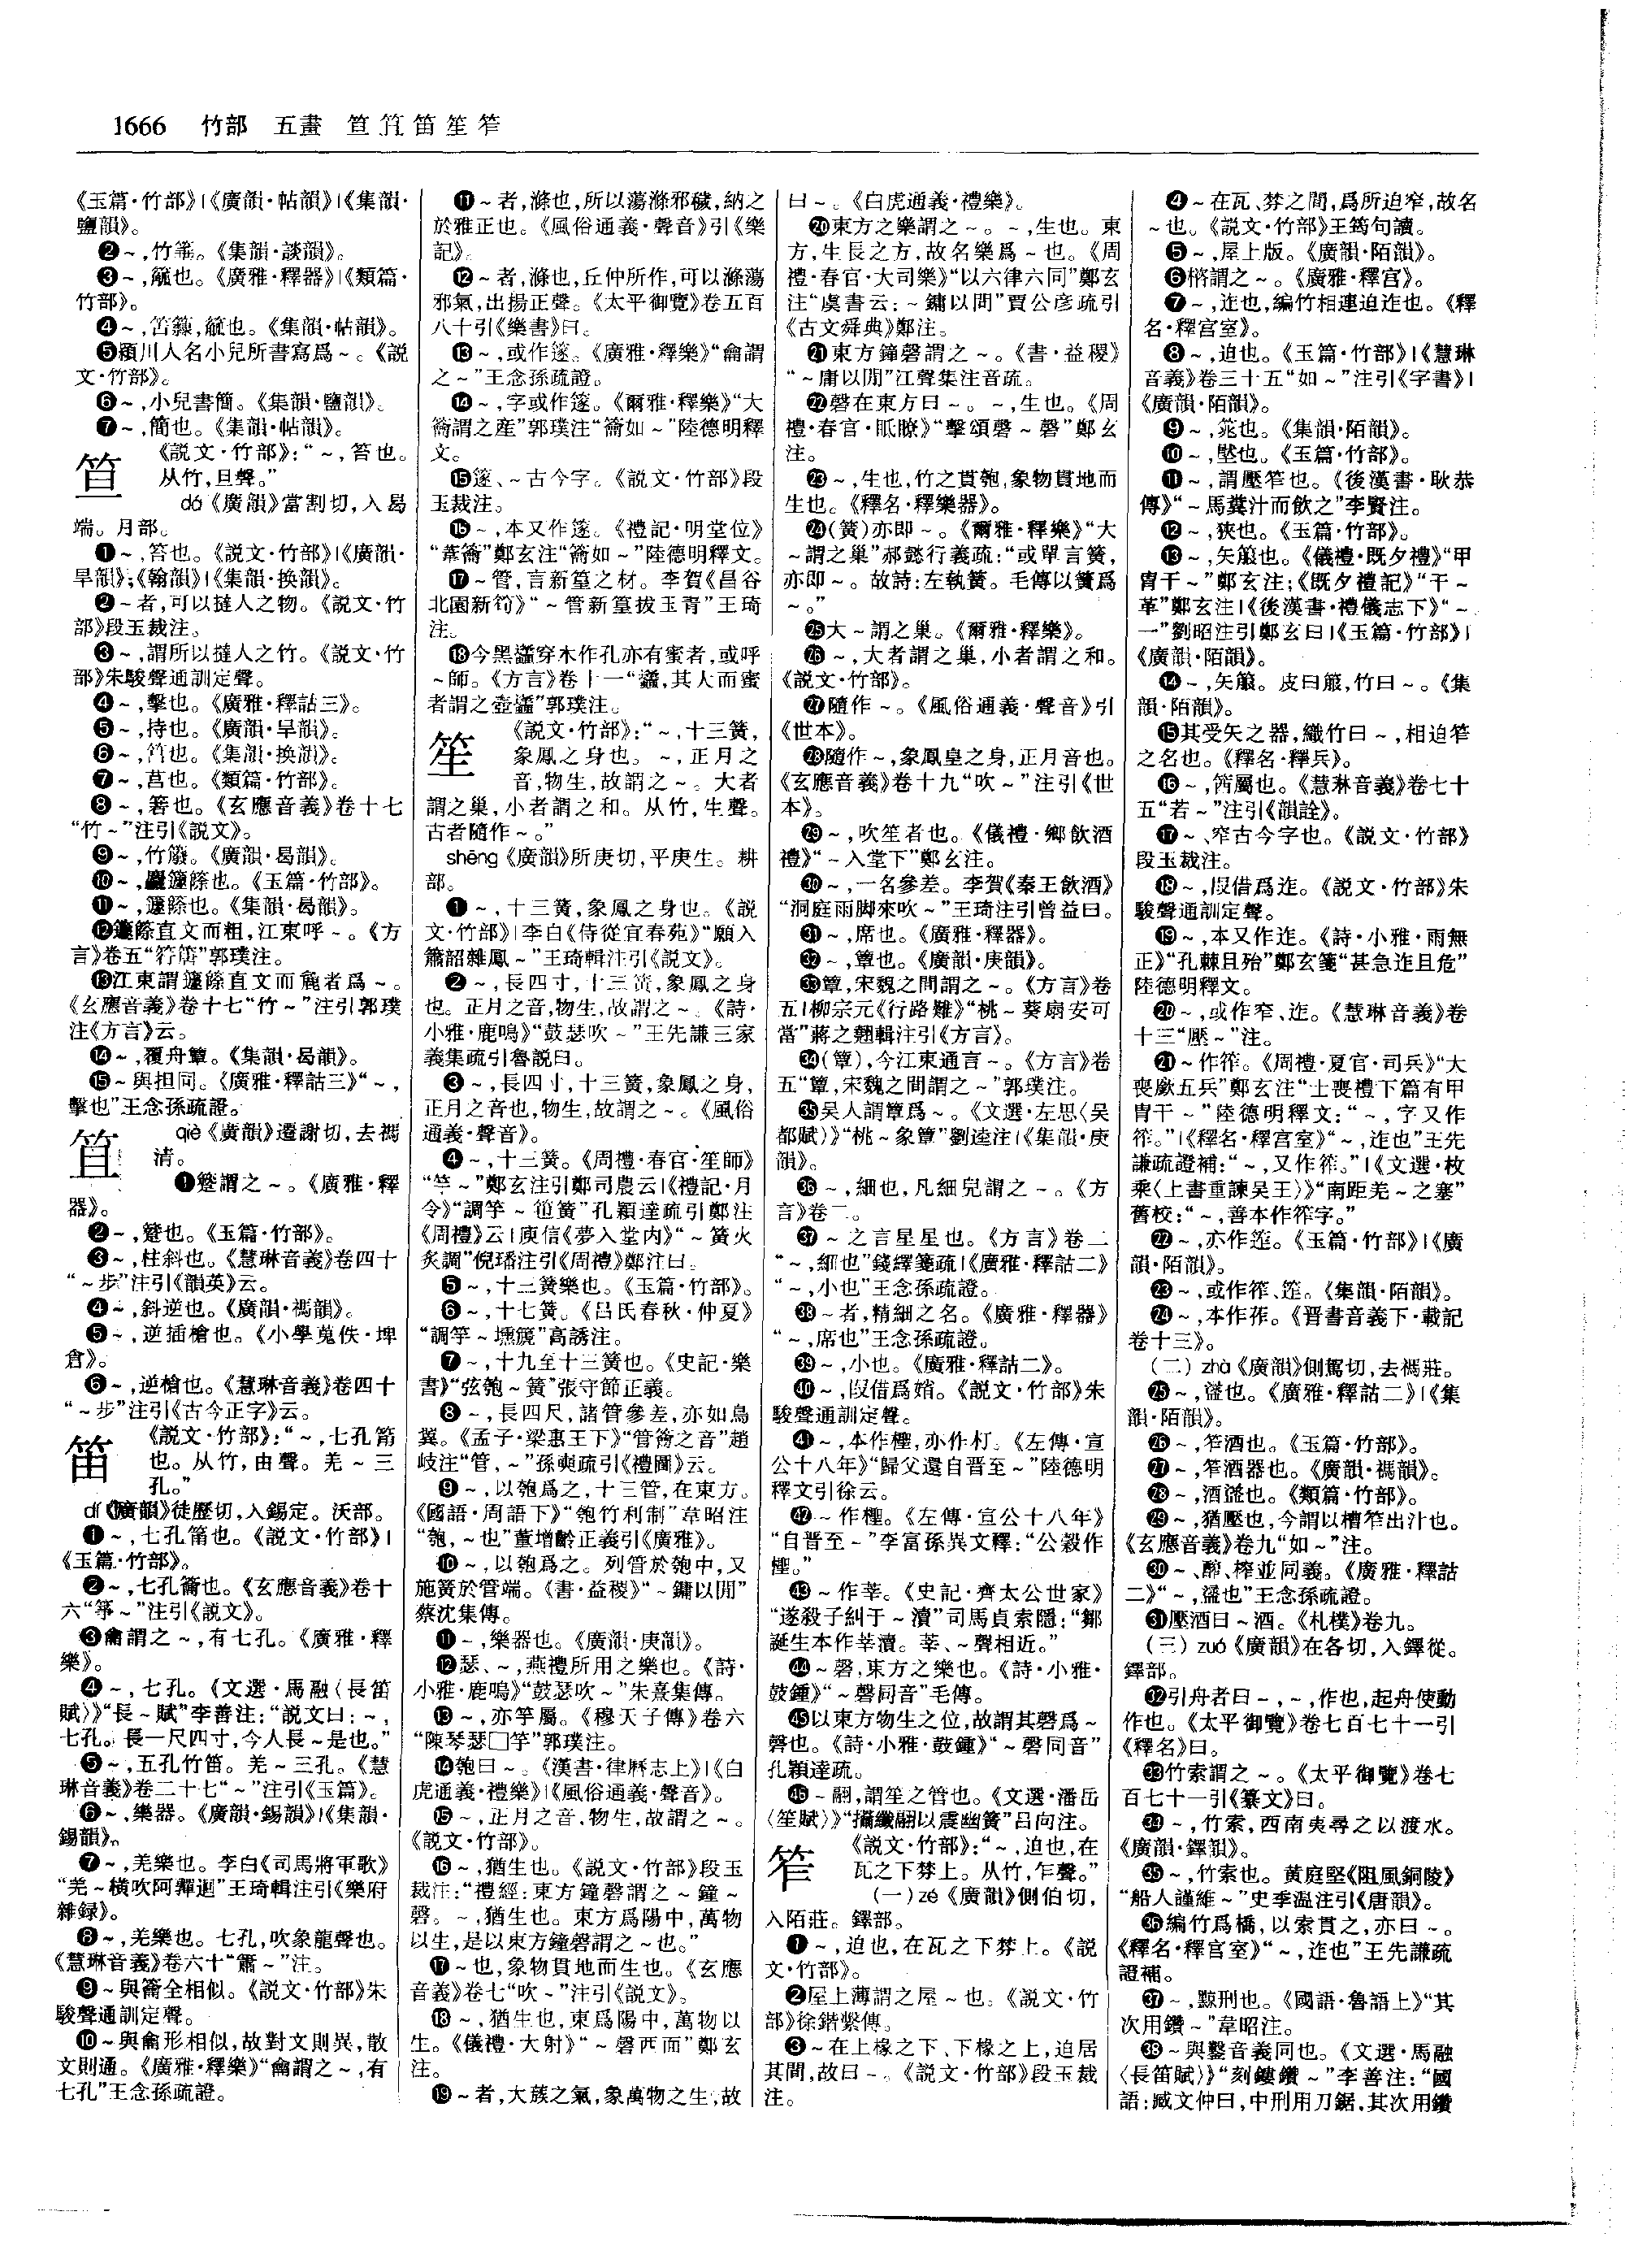 1666 竹部 五畫 笪 笡 笛 笙 笮
《玉篇·竹部》|《廣韻·帖韻》|《集韻·
鹽韻》。
❷～,竹箠。《集韻·談韻》。
❸～,籠也。《廣雅·釋器》|《類篇·
竹部》。
❺潁川人名小兒所書寫爲～。《説
文·竹部》。
❻～,小兒書簡。《集韻·鹽韻》。
❼～,簡也。《集韻·帖韻》。
笪 《説文·竹部》:“～,笞也。
从竹,旦聲。”
dá《廣韻》當割切,入曷
端。月部。
❶～,笞也。《説文·竹部》|《廣韻·
旱韻》;《翰韻》|《集韻·換韻》。
❷～者,可以撻人之物。《説文·竹
部》段玉裁注。
❸～,謂所以撻人之竹。《説文·竹
部》朱駿聲通訓定聲。
❹～,擊也。《廣雅·釋詁三》。
❺～,持也。《廣韻·旱韻》。
❼～,莒也。《類篇·竹部》。
❽～,箬也。《玄應音義》卷十七
“竹～”注引《説文》。
❾～,竹籏。《廣韻·曷韻》。
❿～,麤籧篨也。《玉篇·竹部》。
⓫～,籧篨也。《集韻·曷韻》。
⓬籧篨直文而粗,江東呼～。《方
言》卷五“筕篖”郭璞注。
⓭江東謂籧篨直文而麁者爲～。
《玄應音義》卷十七“竹～”注引郭璞
注《方言》云。
⓮～,覆舟簟。《集韻·曷韻》。
⓯～與担同。《廣雅·釋詁三》“～,
擊也”王念孫疏證。
笡 qiè《廣韻》遷謝切,去禡
清。
❶籆謂之～。《廣雅·釋
器》。
❸～,柱斜也。《慧琳音義》卷四十
“～步”注引《韻英》云。
❹～,斜逆也。《廣韻·禡韻》。
❺～,逆插槍也。《小學蒐佚·埤
倉》。
❻～,逆槍也。《慧琳音義》卷四十
“～步”注引《古今正字》云。
笛 《説文·竹部》:“～,七孔筩
也。从竹,由聲。羌～三
孔。”
dí《廣韻》徒歷切,入錫定。沃部。
❶～,七孔筩也。《説文·竹部》|
《玉篇·竹部》。
❷～,七孔籥也。《玄應音義》卷十
六“筝～”注引《説文》。
❸龠謂之～,有七孔。《廣雅·釋
樂》。
❹～,七孔。《文選·馬融〈長笛
賦〉》“長～賦”李善注:“説文曰:～,
七孔。長一尺四寸,今人長～是也。”
❺～,五孔竹笛。羌～三孔。《慧
琳音義》卷二十七“～”注引《玉篇》。
❻～,樂器。《廣韻·錫韻》|《集韻·
錫韻》。
❼～,羌樂也。李白《司馬將軍歌》
“羌～橫吹阿嚲迴”王琦輯注引《樂府
雜録》。
❽～,羌樂也。七孔,吹象龍聲也。
《慧琳音義》卷六十“簫～”注。
❾～與籥全相似。《説文·竹部》朱
駿聲通訓定聲。
❿～與龠形相似,故對文則異,散
文則通。《廣雅·釋樂》“龠謂之～,有
七孔”王念孫疏證。
⓫～者,滌也,所以蕩滌邪穢,納之
於雅正也。《風俗通義·聲音》引《樂
記》。
⓬～者,滌也,丘仲所作,可以滌蕩
邪氣,出揚正聲。《太平御覽》卷五百
八十引《樂書》曰。
⓭～,或作篴。《廣雅·釋樂》“龠謂
之～”王念孫疏證。
⓮～,字或作篴。《爾雅·釋樂》“大
籥謂之產”郭璞注“籥如～”陸德明釋
文。
⓯篴、～古今字。《説文·竹部》段
玉裁注。
⓰～,本又作篴。《禮記·明堂位》
“葦籥”鄭玄注“籥如～”陸德明釋文。
⓱～管,言新篁之材。李賀《昌谷
北園新筍》“～管新篁拔玉青”王琦
注。
⓲今黑蠭穿木作孔亦有蜜者,或呼
～師。《方言》卷十一“蠭,其大而蜜
者謂之壺蠭”郭璞注。
笙 《説文·竹部》:“～,十三簧,
象鳳之身也。～,正月之
音,物生,故謂之～。大者
謂之巢,小者謂之和。从竹,生聲。
古者隨作～。”
shēng《廣韻》所庚切,平庚生。耕
部。
❶～,十三簧,象鳳之身也。《説
文·竹部》|李白《侍從宜春苑》“願入
簫韶雜鳳～”王琦輯注引《説文》。
❷～,長四寸,十三簧,象鳳之身
也。正月之音,物生,故謂之～。《詩·
小雅·鹿鳴》“鼓瑟吹～”王先謙三家
義集疏引魯説曰。
❸～,長四寸,十三簧,象鳳之身,
正月之音也,物生,故謂之～。《風俗
通義·聲音》。
❹～,十三簧。《周禮·春官·笙師》
“竽～”鄭玄注引鄭司農云|《禮記·月
令》“調竽～竾簧”孔穎達疏引鄭注
《周禮》云|庾信《夢入堂内》“～簧火
炙調”倪璠注引《周禮》鄭注曰。
❺～,十三簧樂也。《玉篇·竹部》。
❻～,十七簧。《吕氏春秋·仲夏》
“調竽～壎篪”高誘注。
❼～,十九至十三簧也。《史記·樂
書》“弦匏～簧”張守節正義。
❽～,長四尺,諸管參差,亦如鳥
翼。《孟子·梁惠王下》“管籥之音”趙
岐注“管,～”孫奭疏引《禮圖》云。
❾～,以匏爲之,十三管,在東方。
《國語·周語下》“匏竹利制”韋昭注
“匏,～也”董增齡正義引《廣雅》。
❿～,以匏爲之。列管於匏中,又
施簧於管端。《書·益稷》“～鏞以閒”
蔡沈集傳。
⓫～,樂器也。《廣韻·庚韻》。
⓬瑟、～,燕禮所用之樂也。《詩·
小雅·鹿鳴》“鼓瑟吹～”朱熹集傳。
⓭～,亦竽屬。《穆天子傳》卷六
“陳琴瑟□竽”郭璞注。
⓮匏曰～。《漢書·律厤志上》|《白
虎通義·禮樂》|《風俗通義·聲音》。
⓯～,正月之音,物生,故謂之～。
《説文·竹部》。
⓰～,猶生也。《説文·竹部》段玉
裁注:“禮經:東方鐘磬謂之～鐘～
磬。～,猶生也。東方爲陽中,萬物
以生,是以東方鐘磬謂之～也。”
⓱～也,象物貫地而生也。《玄應
音義》卷七“吹～”注引《説文》。
⓲～,猶生也,東爲陽中,萬物以
生。《儀禮·大射》“～磬西面”鄭玄
注。
⓳～者,大蔟之氣,象萬物之生,故
曰～。《白虎通義·禮樂》。
⓴東方之樂謂之～。～,生也。東
方,生長之方,故名樂爲～也。《周
禮·春官·大司樂》“以六律六同”鄭玄
注“虞書云:～鏞以間”賈公彦疏引
《古文舜典》鄭注。
㉑東方鐘磬謂之～。《書·益稷》
“～庸以閒”江聲集注音疏。
㉒磬在東方曰～。～,生也。《周
禮·春官·眡瞭》“擊頌磬～磬”鄭玄
注。
㉓～,生也,竹之貫匏,象物貫地而
生也。《釋名·釋樂器》。
㉔(簧)亦即～。《爾雅·釋樂》“大
～謂之巢”郝懿行義疏:“或單言簧,
亦即～。故詩:左執簧。毛傳以簧爲
～。”
㉕大～謂之巢。《爾雅·釋樂》。
㉖～,大者謂之巢,小者謂之和。
《説文·竹部》。
㉗隨作～。《風俗通義·聲音》引
《世本》。
㉘隨作～,象鳳皇之身,正月音也。
《玄應音義》卷十九“吹～”注引《世
本》。
㉙～,吹笙者也。《儀禮·鄉飲酒
禮》“～入堂下”鄭玄注。
㉚～,一名參差。李賀《秦王飲酒》
“洞庭雨脚來吹～”王琦注引曾益曰。
㉛～,席也。《廣雅·釋器》。
㉜～,簟也。《廣韻·庚韻》。
㉝簟,宋魏之間謂之～。《方言》卷
五|柳宗元《行路難》“桃～葵扇安可
當”蔣之翹輯注引《方言》。
㉞(簟),今江東通言～。《方言》卷
五“簟,宋魏之間謂之～”郭璞注。
㉟吴人謂簟爲～。《文選·左思〈吴
都賦〉》“桃～象簟”劉逵注|《集韻·庚
韻》。
㊱～,細也,凡細皃謂之～。《方
言》卷二。
㊲～之言星星也。《方言》卷二
“～,細也”錢繹箋疏|《廣雅·釋詁二》
“～,小也”王念孫疏證。
㊳～者,精細之名。《廣雅·釋器》
“～,席也”王念孫疏證。
㊴～,小也。《廣雅·釋詁二》。
㊵～,叚借爲㛮。《説文·竹部》朱
駿聲通訓定聲。
㊶～,本作檉,亦作朾。《左傳·宣
公十八年》“歸父還自晉至～”陸德明
釋文引徐云。
㊷～作檉。《左傳·宣公十八年》
“自晉至～”李富孫異文釋:“公穀作
檉。”
㊸～作莘。《史記·齊太公世家》
“遂殺子糾于～瀆”司馬貞索隱:“鄒
誕生本作莘瀆。莘、～聲相近。”
㊹～磬,東方之樂也。《詩·小雅·
鼓鍾》“～磬同音”毛傳。
㊺以東方物生之位,故謂其磬爲～
磬也。《詩·小雅·鼓鍾》“～磬同音”
孔穎達疏。
㊻～翮,謂笙之管也。《文選·潘岳
〈笙賦〉》“攡纖翮以震幽簧”吕向注。
笮 《説文·竹部》:“～,迫也,在
瓦之下棼上。从竹,乍聲。”
(一)zé《廣韻》側伯切,
入陌莊。鐸部。
❶～,迫也,在瓦之下棼上。《説
文·竹部》。
❷屋上薄謂之屋～也。《説文·竹
部》徐鍇繫傳。
❸～在上椽之下、下椽之上,迫居
其間,故曰～。《説文·竹部》段玉裁
注。
❹～在瓦、棼之間,爲所迫窄,故名
～也。《説文·竹部》王筠句讀。
❺～,屋上版。《廣韻·陌韻》。
❻㮰謂之～。《廣雅·釋宫》。
❼～,迮也,編竹相連迫迮也。《釋
名·釋宫室》。
❽～,迫也。《玉篇·竹部》|《慧琳
音義》卷三十五“如～”注引《字書》|
《廣韻·陌韻》。
❾～,筄也。《集韻·陌韻》。
❿～,壓也。《玉篇·竹部》。
⓫～,謂壓笮也。《後漢書·耿恭
傳》“～馬糞汁而飲之”李賢注。
⓬～,狹也。《玉篇·竹部》。
⓭～,矢箙也。《儀禮·既夕禮》“甲
冑干～”鄭玄注;《既夕禮記》“干～
革”鄭玄注|《後漢書·禮儀志下》“～
一”劉昭注引鄭玄曰|《玉篇·竹部》|
《廣韻·陌韻》。
⓮～,矢箙。皮曰箙,竹曰～。《集
韻·陌韻》。
⓯其受矢之器,織竹曰～,相迫笮
之名也。《釋名·釋兵》。
⓰～,筲屬也。《慧琳音義》卷七十
五“若～”注引《韻詮》。
⓱～、窄古今字也。《説文·竹部》
段玉裁注。
⓲～,叚借爲迮。《説文·竹部》朱
駿聲通訓定聲。
⓳～,本又作迮。《詩·小雅·雨無
正》“孔棘且殆”鄭玄箋“甚急迮且危”
陸德明釋文。
⓴～,或作窄、迮。《慧琳音義》卷
十三“壓～”注。
㉑～作筰。《周禮·夏官·司兵》“大
喪廞五兵”鄭玄注“士喪禮下篇有甲
冑干～”陸德明釋文:“～,字又作
筰。”|《釋名·釋宫室》“～,迮也”王先
謙疏證補:“～,又作筰。”|《文選·枚
乘〈上書重諫吴王〉》“南距羌～之塞”
舊校:“～,善本作筰字。”
㉒～,亦作䇥。《玉篇·竹部》|《廣
韻·陌韻》。
㉓～,或作筰、䇥。《集韻·陌韻》。
㉔～,本作莋。《晉書音義下·載記
卷十三》。
(二)zhà《廣韻》側駕切,去禡莊。
㉕～,㿺也。《廣雅·釋詁二》|《集
韻·陌韻》。
㉖～,笮酒也。《玉篇·竹部》。
㉗～,笮酒器也。《廣韻·禡韻》。
㉘～,酒㿺也。《類篇·竹部》。
㉙～,猶壓也,今謂以槽笮出汁也。
《玄應音義》卷九“如～”注。
㉚～、醡、榨並同義。《廣雅·釋詁
二》“～,㿺也”王念孫疏證。
㉛壓酒曰～酒。《札樸》卷九。
(三)zuó《廣韻》在各切,入鐸從。
鐸部。
㉜引舟者曰～,～,作也,起舟使動
作也。《太平御覽》卷七百七十一引
《釋名》曰。
㉝竹索謂之～。《太平御覽》卷七
百七十一引《纂文》曰。
㉞～,竹索,西南夷尋之以渡水。
《廣韻·鐸韻》。
㉟～,竹索也。黄庭堅《阻風銅陵》
“船人謹維～”史季温注引《唐韻》。
㊱編竹爲橋,以索貫之,亦曰～。
《釋名·釋宫室》“～,迮也”王先謙疏
證補。
㊲～,黥刑也。《國語·魯語上》“其
次用鑽～”韋昭注。
㊳～與鑿音義同也。《文選·馬融
〈長笛賦〉》“刻鏤鑽～”李善注:“國
語:臧文仲曰,中刑用刀鋸,其次用鑽